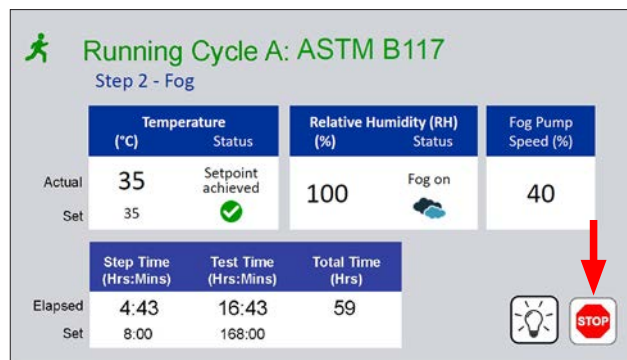 Running Cycle A: ASTM B117
Step 2 - Fog
Temperature
(°C) Status
Relative Humidity (RH)
(%) Status
Fog Pump
Speed (%)
Actual 35 Setpoint achieved 100 Fog on 40
Set 35
Step Time
(Hrs:Mins)
Test Time
(Hrs:Mins)
Total Time
(Hrs)
Elapsed 4:43 16:43 59
Set 8:00 168:00
STOP